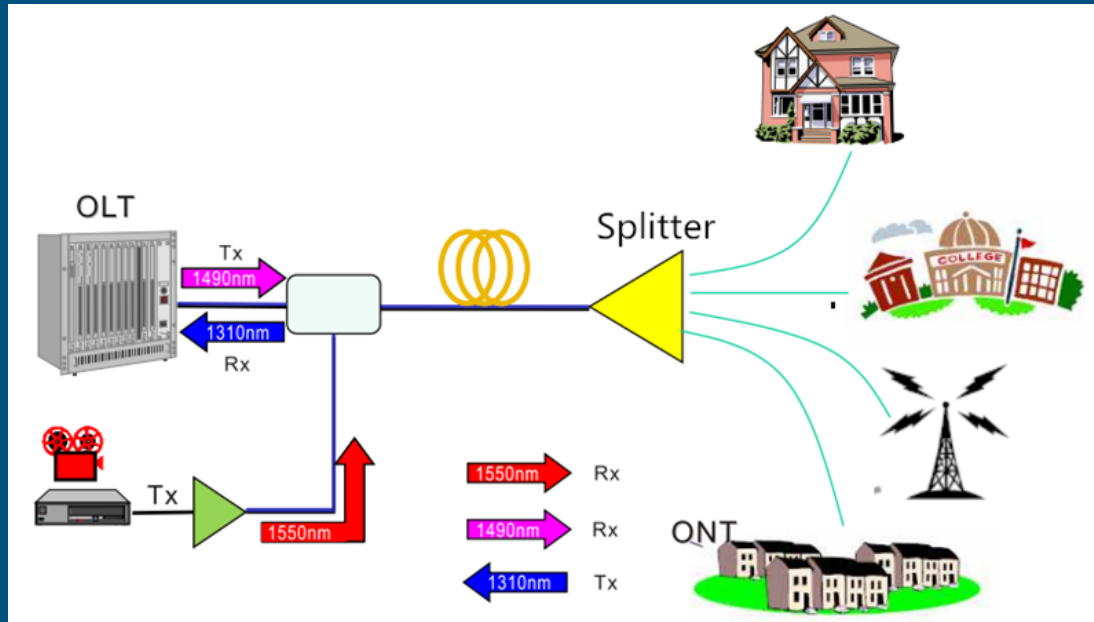 OLT
Tx
1490nm
1310nm
Rx
Splitter
COLLEGE
Tx
1550nm
1550nm Rx
1490nm Rx
1310nm Tx
ONT